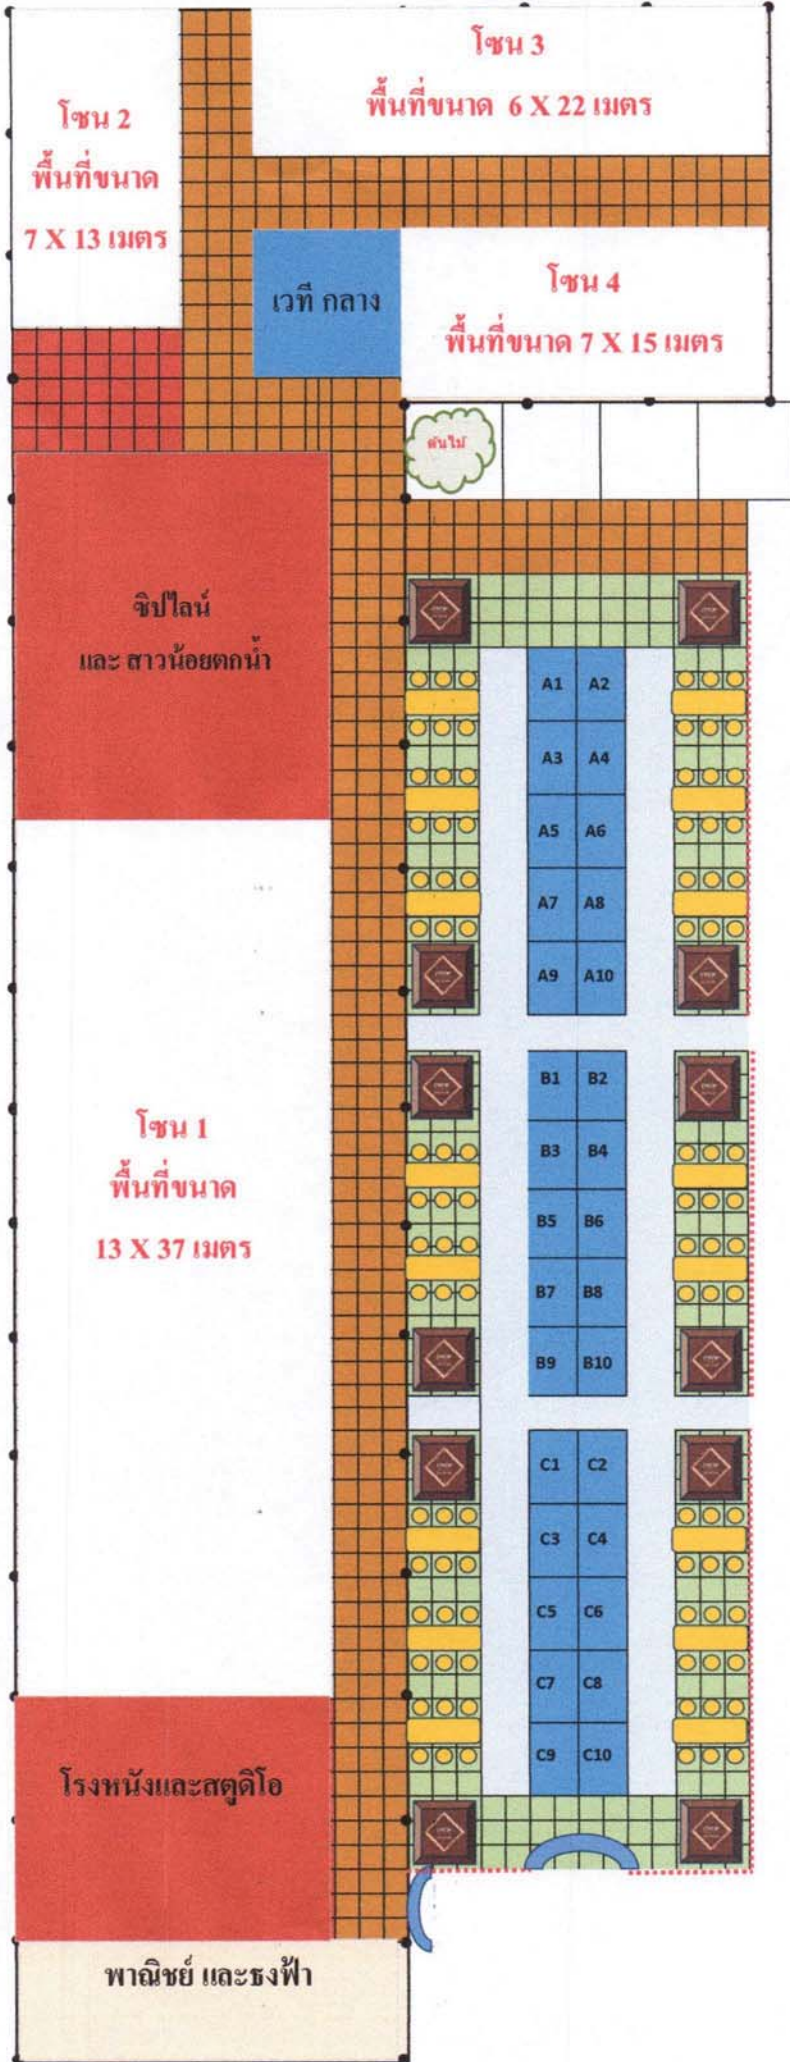 โซน 3
พื้นที่ขนาด 6 X 22 เมตร
โซน 2
พื้นที่ขนาด
7 X 13 เมตร
เวที กลาง
โซน 4
พื้นที่ขนาด 7 X 15 เมตร
ต้นไม้
ซิปไลน์
และ สาวน้อยตกน้ำ
A1 A2
A3 A4
A5 A6
A7 A8
A9 A10
โซน 1
พื้นที่ขนาด
13 X 37 เมตร
B1 B2
B3 B4
B5 B6
B7 B8
B9 B10
C1 C2
C3 C4
C5 C6
C7 C8
C9 C10
โรงหนังและสตูดิโอ
พาณิชย์ และธงฟ้า